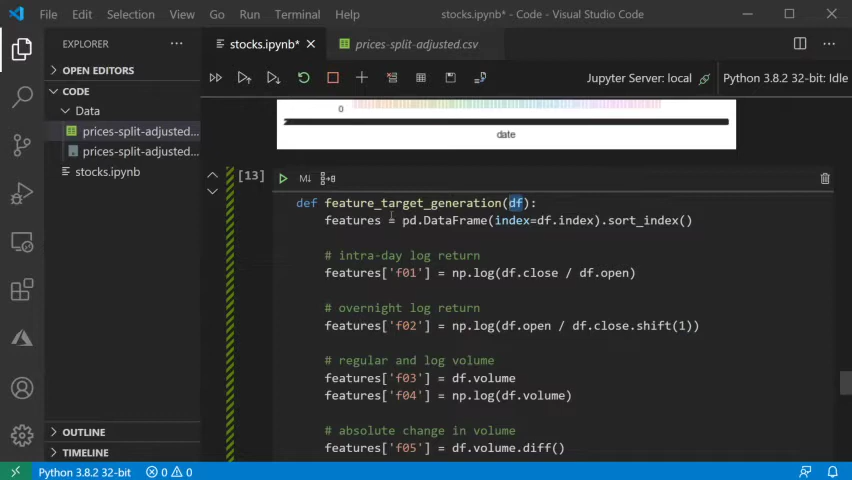 File Edit Selection View Go Run Terminal Help stocks.ipynb* - Code - Visual Studio Code
EXPLORER
stocks.ipynb*
prices-split-adjusted.csv
OPEN EDITORS
CODE
Data
prices-split-adjusted...
prices-split-adjusted...
stocks.ipynb
OUTLINE
TIMELINE
Jupyter Server: local
Python 3.8.2 32-bit: Idle
0
date
[13]
M↓
def feature_target_generation(df):
features = pd.DataFrame(index=df.index).sort_index()
# intra-day log return
features['f01'] = np.log(df.close / df.open)
# overnight log return
features['f02'] = np.log(df.open / df.close.shift(1))
# regular and log volume
features['f03'] = df.volume
features['f04'] = np.log(df.volume)
# absolute change in volume
features['f05'] = df.volume.diff()
Python 3.8.2 32-bit 0 0